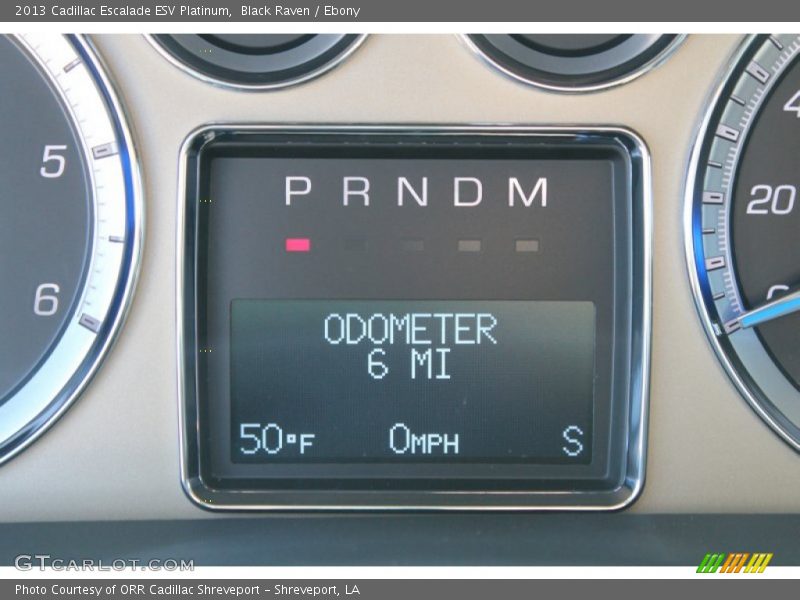 2013 Cadillac Escalade ESV Platinum, Black Raven / Ebony
P R N D M
5
6
20
ODOMETER
6 MI
50°F 0MPH S
GTCARLOT.COM
Photo Courtesy of ORR Cadillac Shreveport - Shreveport, LA